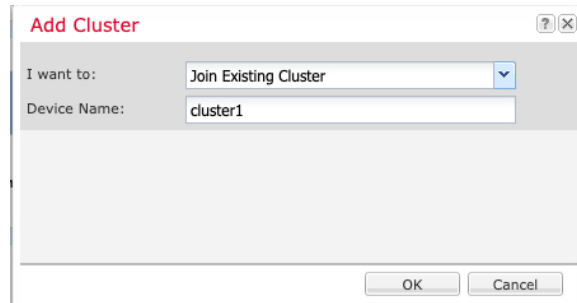 Add Cluster
?
I want to: Join Existing Cluster
Device Name: cluster1
OK Cancel